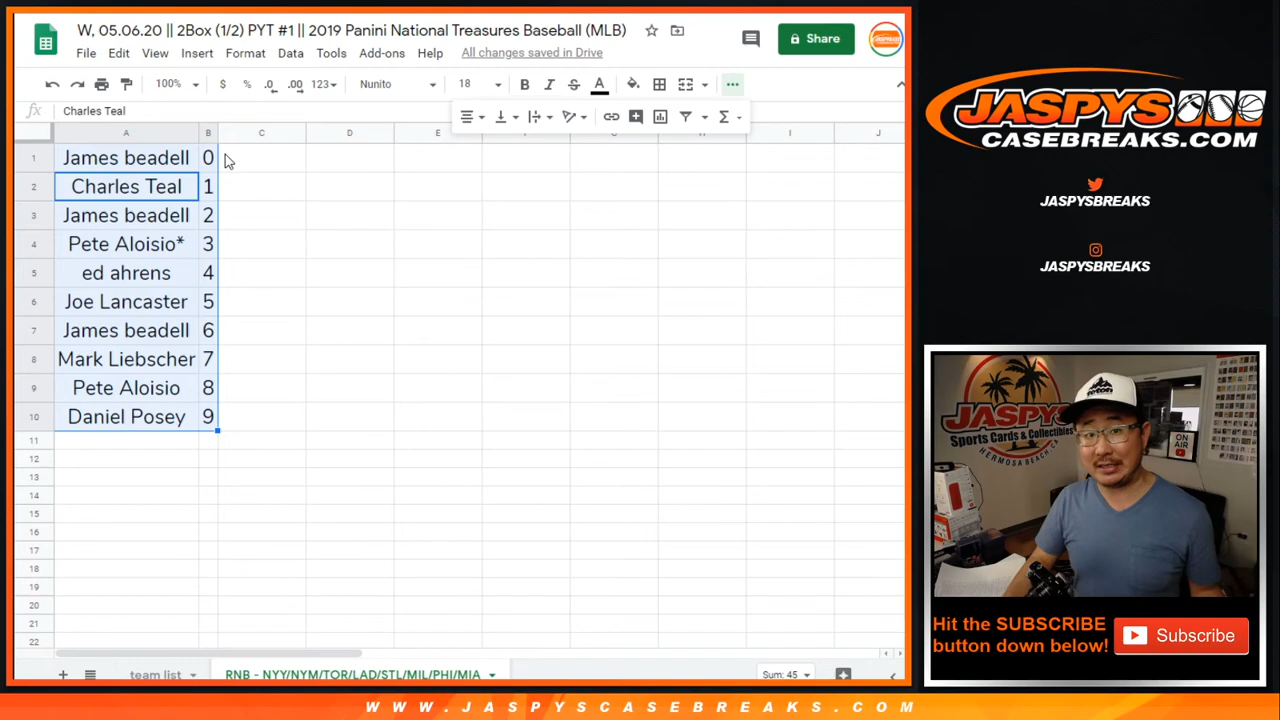 W, 05.06.20 || 2Box (1/2) PYT #1 || 2019 Panini National Treasures Baseball (MLB)
File Edit View Insert Format Data Tools Add-ons Help All changes saved in Drive
Share
100% $ % .0 .00 123 Nunito 18 B I S A
fx Charles Teal
A B C D E H I J
1 James beadell 0
2 Charles Teal 1
3 James beadell 2
4 Pete Aloisio* 3
5 ed ahrens 4
6 Joe Lancaster 5
7 James beadell 6
8 Mark Liebscher 7
9 Pete Aloisio 8
10 Daniel Posey 9
11
12
13
14
15
16
17
18
19
20
21
22
team list RNB - NYY/NYM/TOR/LAD/STL/MIL/PHI/MIA Sum: 45
JASPYS
CASEBREAKS.COM
JASPYSBREAKS
JASPYSBREAKS
JASPYS
Sports Cards & Collectibles
HERMOSA BEACH
ON AIR
Hit the SUBSCRIBE
button down below!
Subscribe
WWW.JASPYSCASEBREAKS.COM